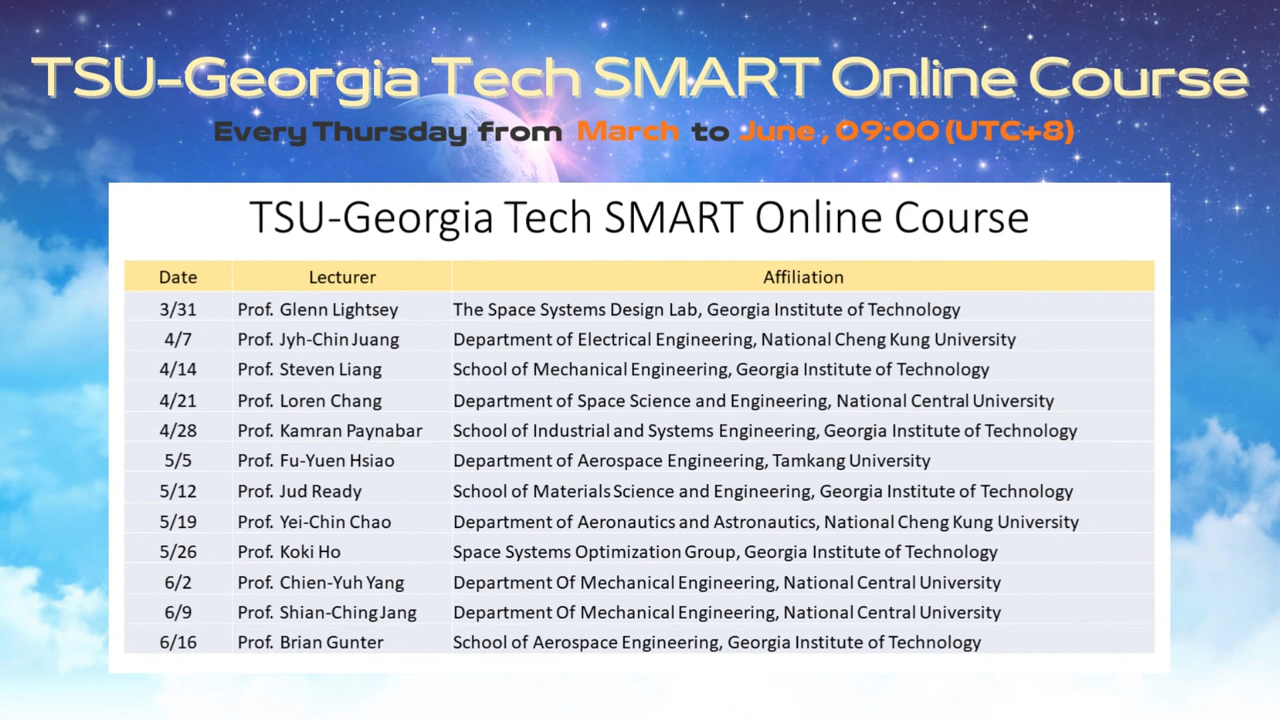 TSU-Georgia Tech SMART Online Course
Every Thursday from March to June, 09:00 (UTC+8)
TSU-Georgia Tech SMART Online Course
Date Lecturer Affiliation
3/31 Prof. Glenn Lightsey The Space Systems Design Lab, Georgia Institute of Technology
4/7 Prof. Jyh-Chin Juang Department of Electrical Engineering, National Cheng Kung University
4/14 Prof. Steven Liang School of Mechanical Engineering, Georgia Institute of Technology
4/21 Prof. Loren Chang Department of Space Science and Engineering, National Central University
4/28 Prof. Kamran Paynabar School of Industrial and Systems Engineering, Georgia Institute of Technology
5/5 Prof. Fu-Yuen Hsiao Department of Aerospace Engineering, Tamkang University
5/12 Prof. Jud Ready School of Materials Science and Engineering, Georgia Institute of Technology
5/19 Prof. Yei-Chin Chao Department of Aeronautics and Astronautics, National Cheng Kung University
5/26 Prof. Koki Ho Space Systems Optimization Group, Georgia Institute of Technology
6/2 Prof. Chien-Yuh Yang Department Of Mechanical Engineering, National Central University
6/9 Prof. Shian-Ching Jang Department Of Mechanical Engineering, National Central University
6/16 Prof. Brian Gunter School of Aerospace Engineering, Georgia Institute of Technology